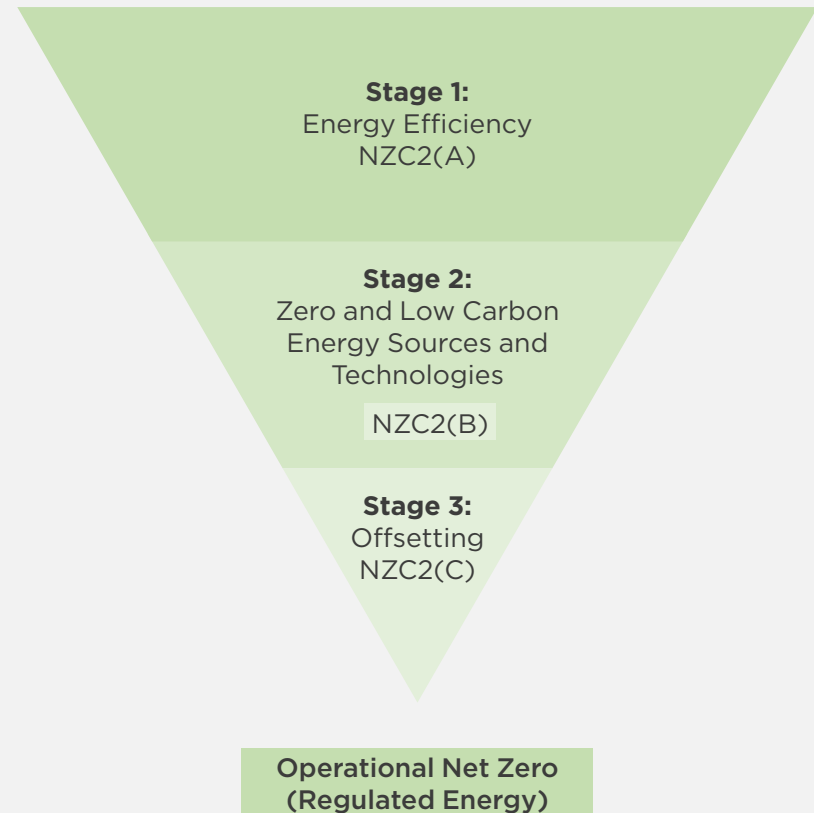 Stage 1:
Energy Efficiency
NZC2(A)
Stage 2:
Zero and Low Carbon
Energy Sources and
Technologies
NZC2(B)
Stage 3:
Offsetting
NZC2(C)
Operational Net Zero
(Regulated Energy)